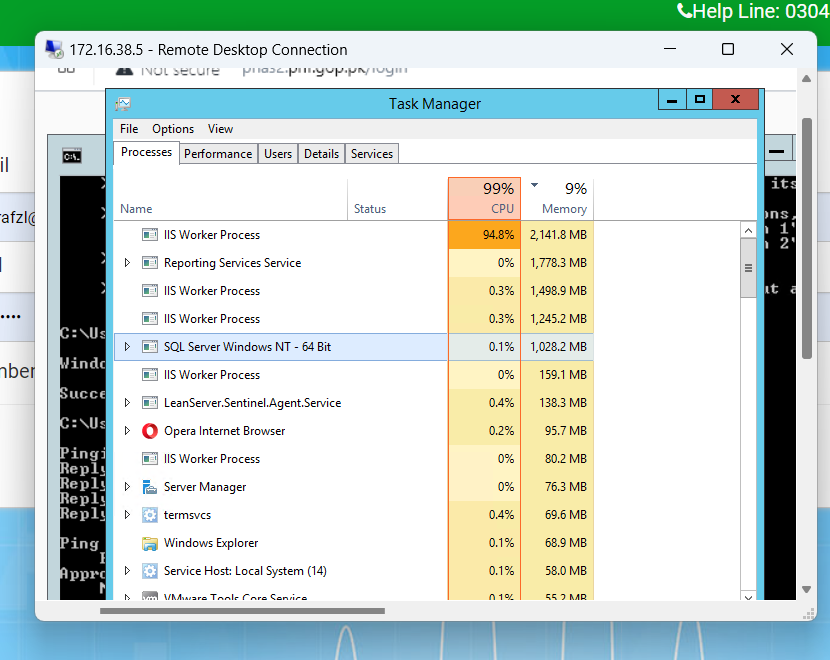 Help Line: 0304
172.16.38.5 - Remote Desktop Connection
Not secure
Task Manager
File Options View
Processes Performance Users Details Services
99% 9%
Name Status CPU Memory
IIS Worker Process 94.8% 2,141.8 MB
Reporting Services Service 0% 1,778.3 MB
IIS Worker Process 0.3% 1,498.9 MB
IIS Worker Process 0.3% 1,245.2 MB
SQL Server Windows NT - 64 Bit 0.1% 1,028.2 MB
IIS Worker Process 0% 159.1 MB
LeanServer.Sentinel.Agent.Service 0.4% 138.3 MB
Opera Internet Browser 0.2% 95.7 MB
IIS Worker Process 0% 80.2 MB
Server Manager 0% 76.3 MB
termsvcs 0.4% 69.6 MB
Windows Explorer 0.1% 68.9 MB
Service Host: Local System (14) 0.1% 58.0 MB
VMware Tools Core Service 0.1% 55.2 MB
C:\.
C:\Us
Windo
Succe
C:\Us
Pingi
Reply
Reply
Reply
Reply
Ping
Appro
its
ons,
n 1'
n 2'
ut a
il
rafzl@
nber